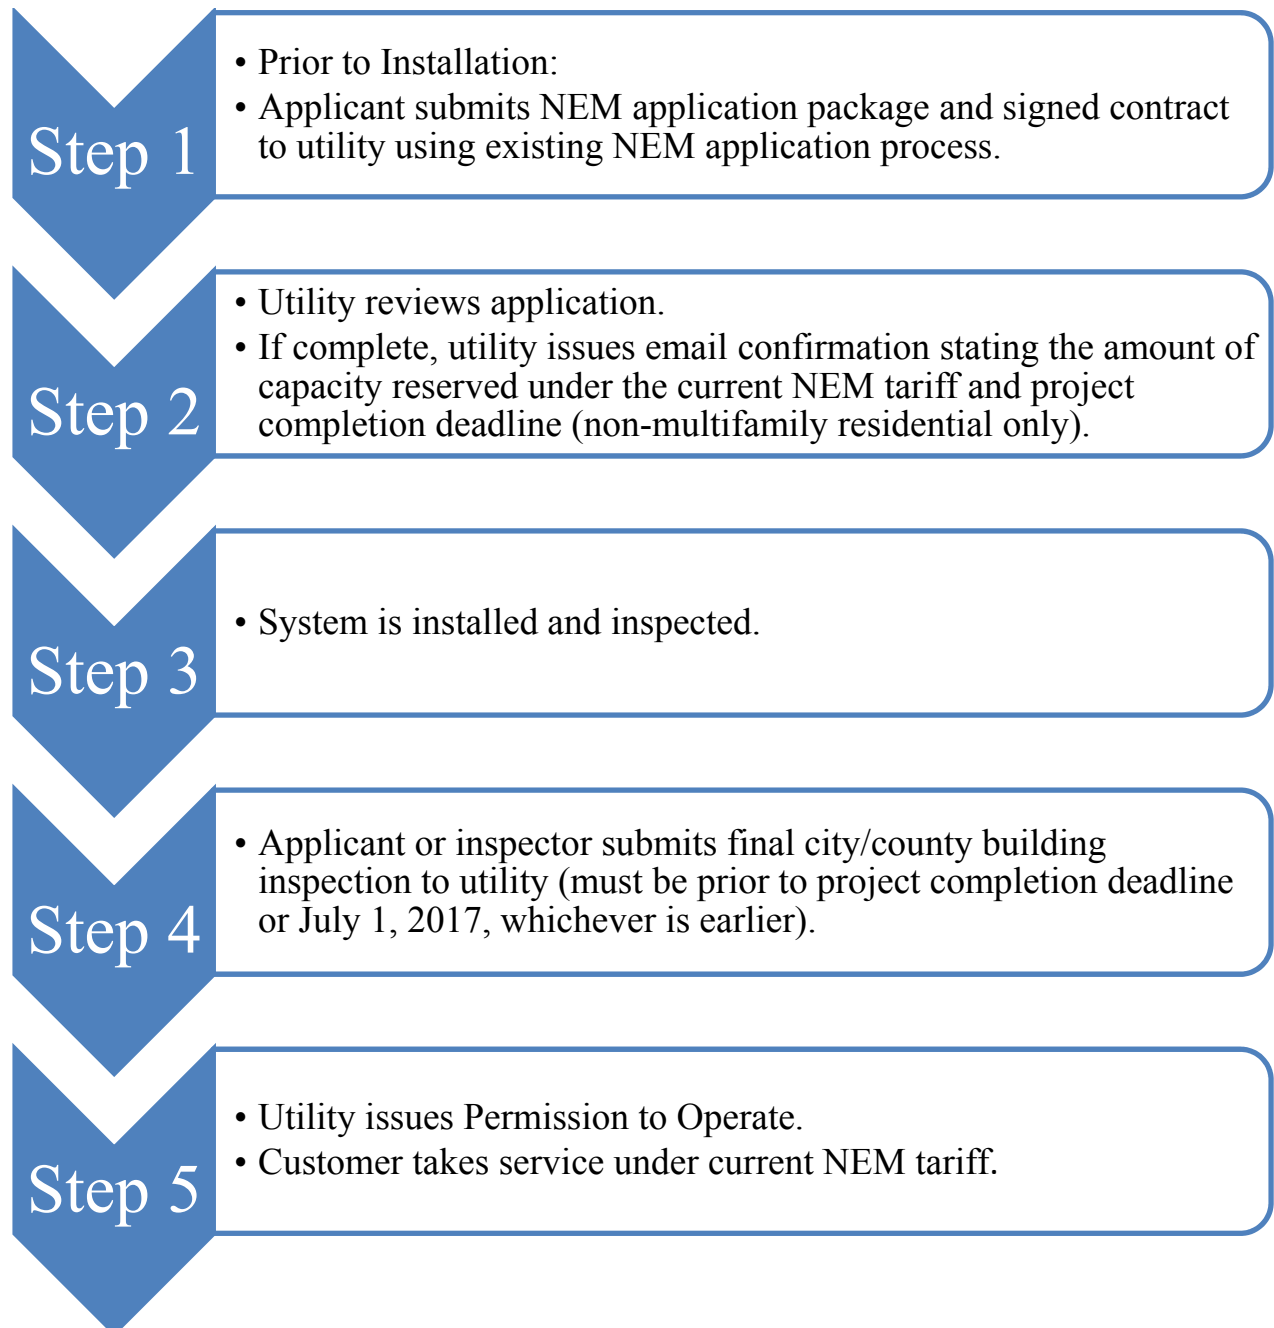 Step 1
• Prior to Installation:
• Applicant submits NEM application package and signed contract
to utility using existing NEM application process.
Step 2
• Utility reviews application.
• If complete, utility issues email confirmation stating the amount of
capacity reserved under the current NEM tariff and project
completion deadline (non-multifamily residential only).
Step 3
• System is installed and inspected.
Step 4
• Applicant or inspector submits final city/county building
inspection to utility (must be prior to project completion deadline
or July 1, 2017, whichever is earlier).
Step 5
• Utility issues Permission to Operate.
• Customer takes service under current NEM tariff.